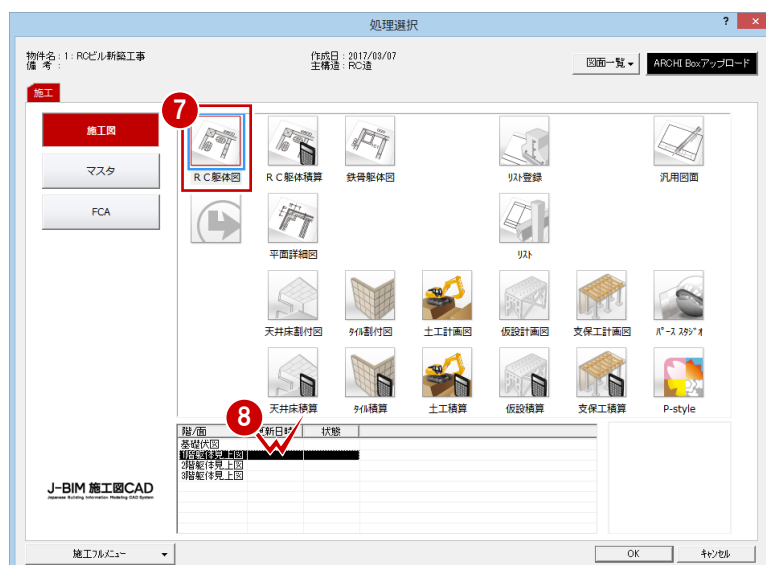 処理選択
? ×
物件名:1:RCビル新築工事
備 考:
作成日:2017/03/07
主構造:RC造
図面一覧
ARCHI Boxアップロード
施工
7
施工図
マスタ
FCA
RC躯体図
RC躯体積算
鉄骨躯体図
リスト登録
汎用図面
平面詳細図
リスト
天井床割付図
タイル割付図
土工計画図
仮設計画図
支保工計画図
パース スタジオ
天井床積算
タイル積算
土工積算
仮設積算
支保工積算
P-style
8
階/面 更新日時 状態
基礎伏図
1階躯体見上図
2階躯体見上図
3階躯体見上図
J-BIM 施工図CAD
Japanese Building Information Modeling CAD System
施工フルメニュー
OK
キャンセル